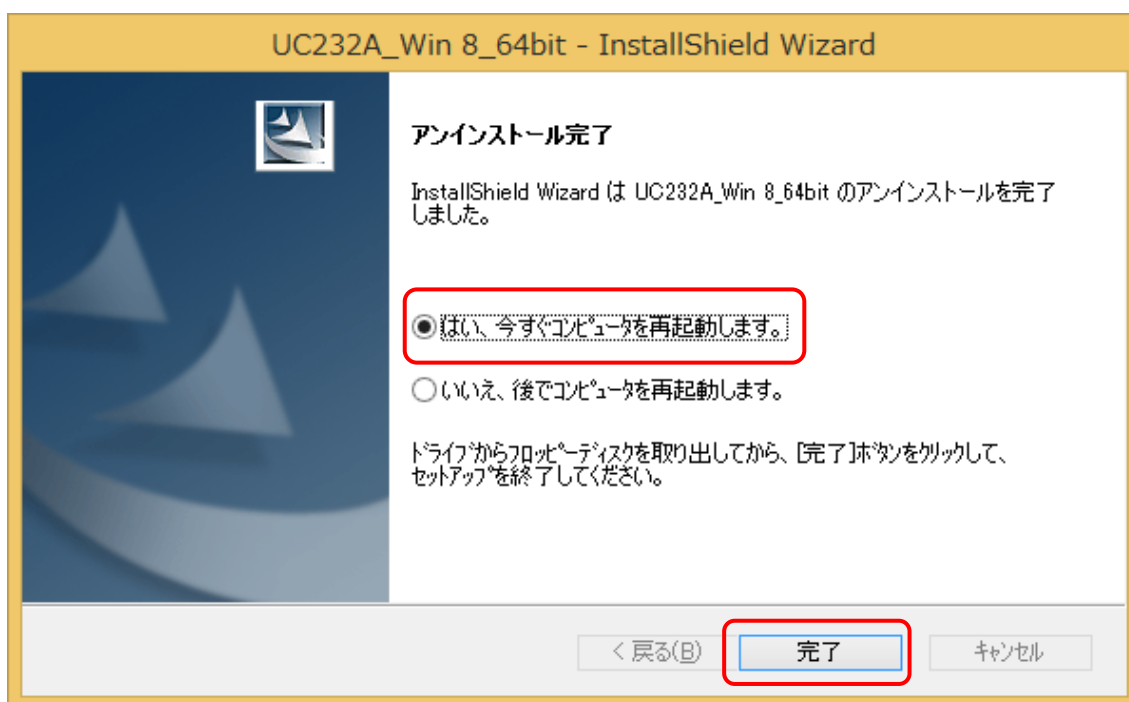 UC232A_Win 8_64bit - InstallShield Wizard
アンインストール完了
InstallShield Wizard は UC232A_Win 8_64bit のアンインストールを完了
しました。
はい、今すぐコンピュータを再起動します。
いいえ、後でコンピュータを再起動します。
ドライブからフロッピーディスクを取り出してから、[完了]ボタンをクリックして、
セットアップを終了してください。
< 戻る(B)
完了
キャンセル